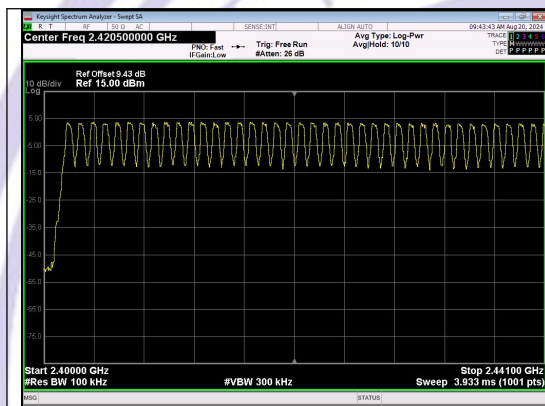 Keysight Spectrum Analyzer - Swept SA
R T RF 50 Ω AC SENSE:INT ALIGN AUTO 09:43:43 AM Aug 20, 2024
Center Freq 2.420500000 GHz
PNO: Fast
IFGain:Low
Trig: Free Run
#Atten: 26 dB
Avg Type: Log-Pwr
Avg|Hold: 10/10
TRACE 1 2 3 4 5 6
TYPE M W W W W W
DET P P P P P P
Ref Offset 9.43 dB
10 dB/div Ref 15.00 dBm
Log
5.00
-5.00
-15.0
-25.0
-35.0
-45.0
-55.0
-65.0
-75.0
Start 2.40000 GHz Stop 2.44100 GHz
#Res BW 100 kHz #VBW 300 kHz Sweep 3.933 ms (1001 pts)
MSG STATUS